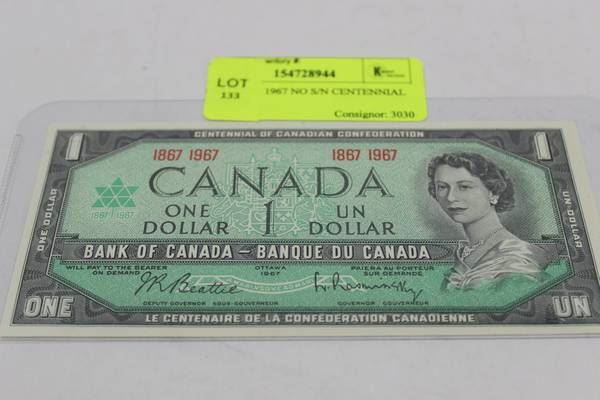 LOT
133
154728944
1967 NO S/N CENTENNIAL
Consignor: 3030
CENTENNIAL OF CANADIAN CONFEDERATION
1 1867 1967 1867 1967 1
CANADA
1867 1967
ONE 1 UN
DOLLAR DOLLAR
ONE DOLLAR
UN DOLLAR
BANK OF CANADA – BANQUE DU CANADA
WILL PAY TO THE BEARER OTTAWA PAIERA AU PORTEUR
ON DEMAND 1967 SUR DEMANDE
J.R. Beattie L. Rasminsky
DEPUTY GOVERNOR SOUS-GOUVERNEUR GOVERNOR GOUVERNEUR
ONE UN
LE CENTENAIRE DE LA CONFÉDÉRATION CANADIENNE